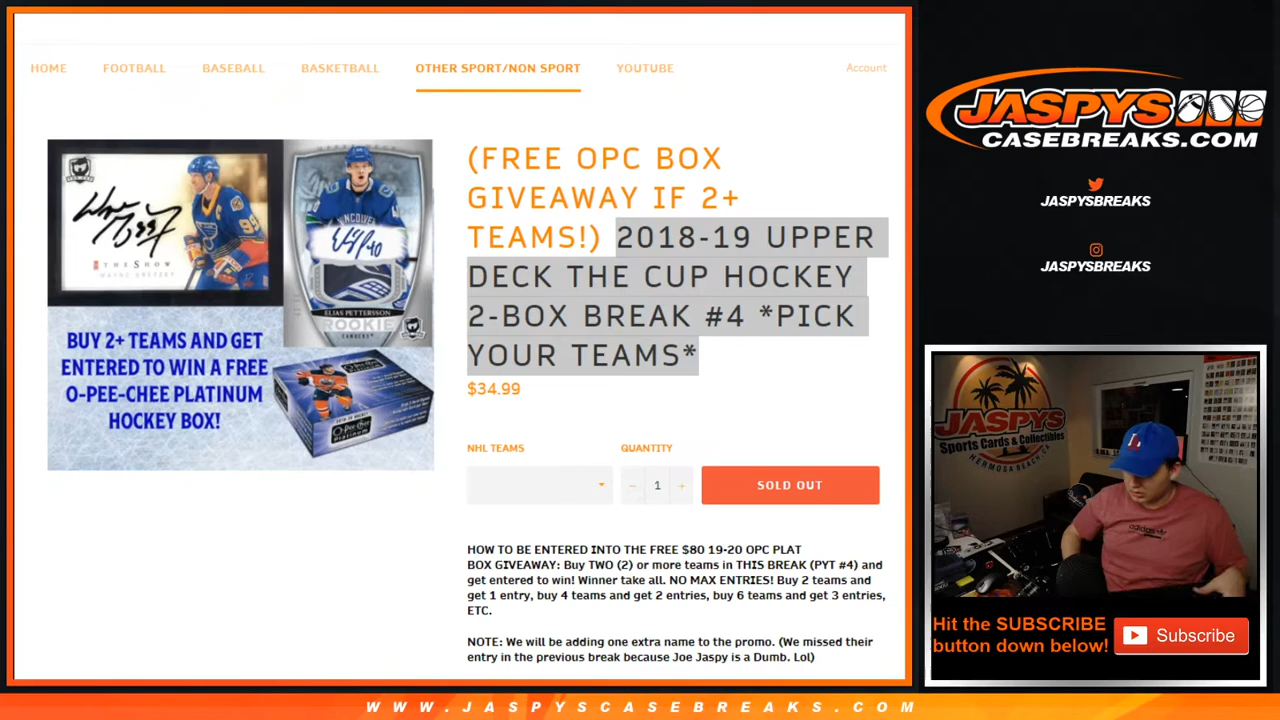 HOME FOOTBALL BASEBALL BASKETBALL OTHER SPORT/NON SPORT YOUTUBE Account
(FREE OPC BOX
GIVEAWAY IF 2+
TEAMS!) 2018-19 UPPER
DECK THE CUP HOCKEY
2-BOX BREAK #4 *PICK
YOUR TEAMS*
$34.99
THE SHOW
WAYNE GRETZKY
VANCOUVER
ELIAS PETTERSSON
ROOKIE
CANUCKS
BUY 2+ TEAMS AND GET
ENTERED TO WIN A FREE
O-PEE-CHEE PLATINUM
HOCKEY BOX!
NHL TEAMS QUANTITY
1
SOLD OUT
HOW TO BE ENTERED INTO THE FREE $80 19-20 OPC PLAT
BOX GIVEAWAY: Buy TWO (2) or more teams in THIS BREAK (PYT #4) and
get entered to win! Winner take all. NO MAX ENTRIES! Buy 2 teams and
get 1 entry, buy 4 teams and get 2 entries, buy 6 teams and get 3 entries,
ETC.
NOTE: We will be adding one extra name to the promo. (We missed their
entry in the previous break because Joe Jaspy is a Dumb. Lol)
JASPYS
CASEBREAKS.COM
JASPYSBREAKS
JASPYSBREAKS
JASPYS
Sports Cards & Collectibles
HERMOSA BEACH, CA
adidas
Hit the SUBSCRIBE
button down below!
Subscribe
WWW.JASPYSCASEBREAKS.COM